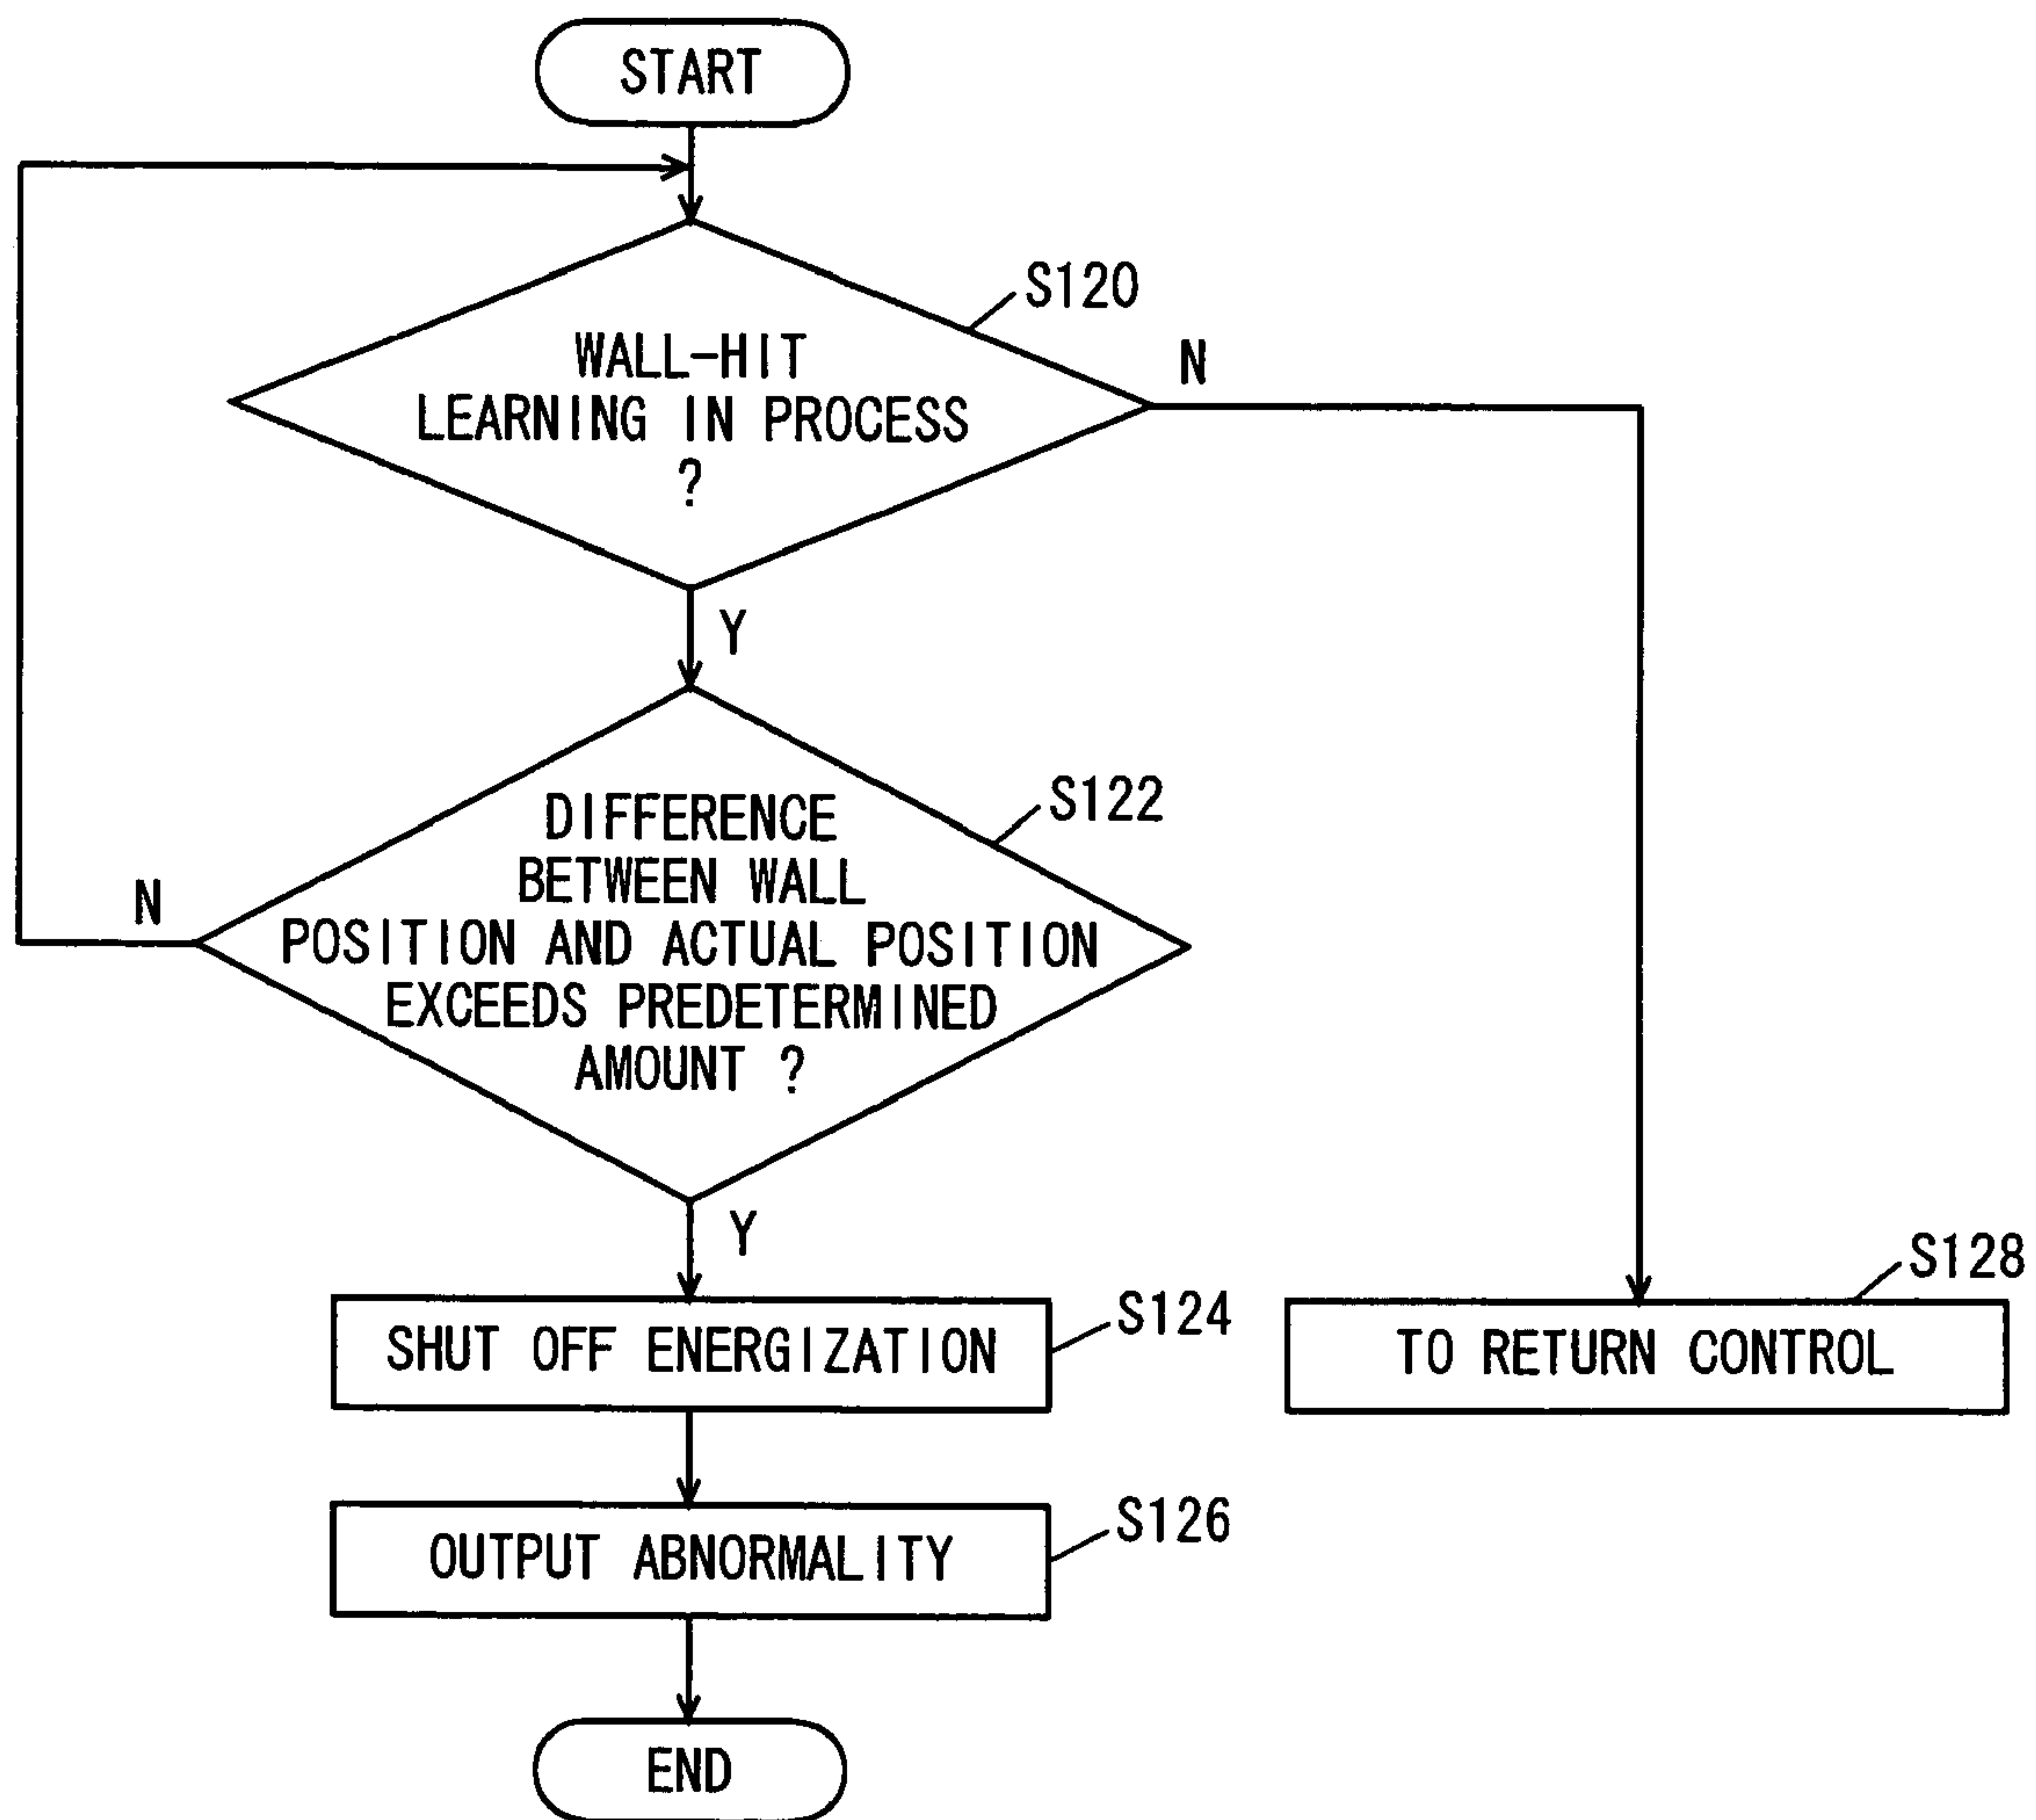 START
S120
WALL-HIT
LEARNING IN PROCESS
?
N
Y
S122
DIFFERENCE
BETWEEN WALL
POSITION AND ACTUAL POSITION
EXCEEDS PREDETERMINED
AMOUNT ?
N
Y
SHUT OFF ENERGIZATION
S124
TO RETURN CONTROL
S128
OUTPUT ABNORMALITY
S126
END